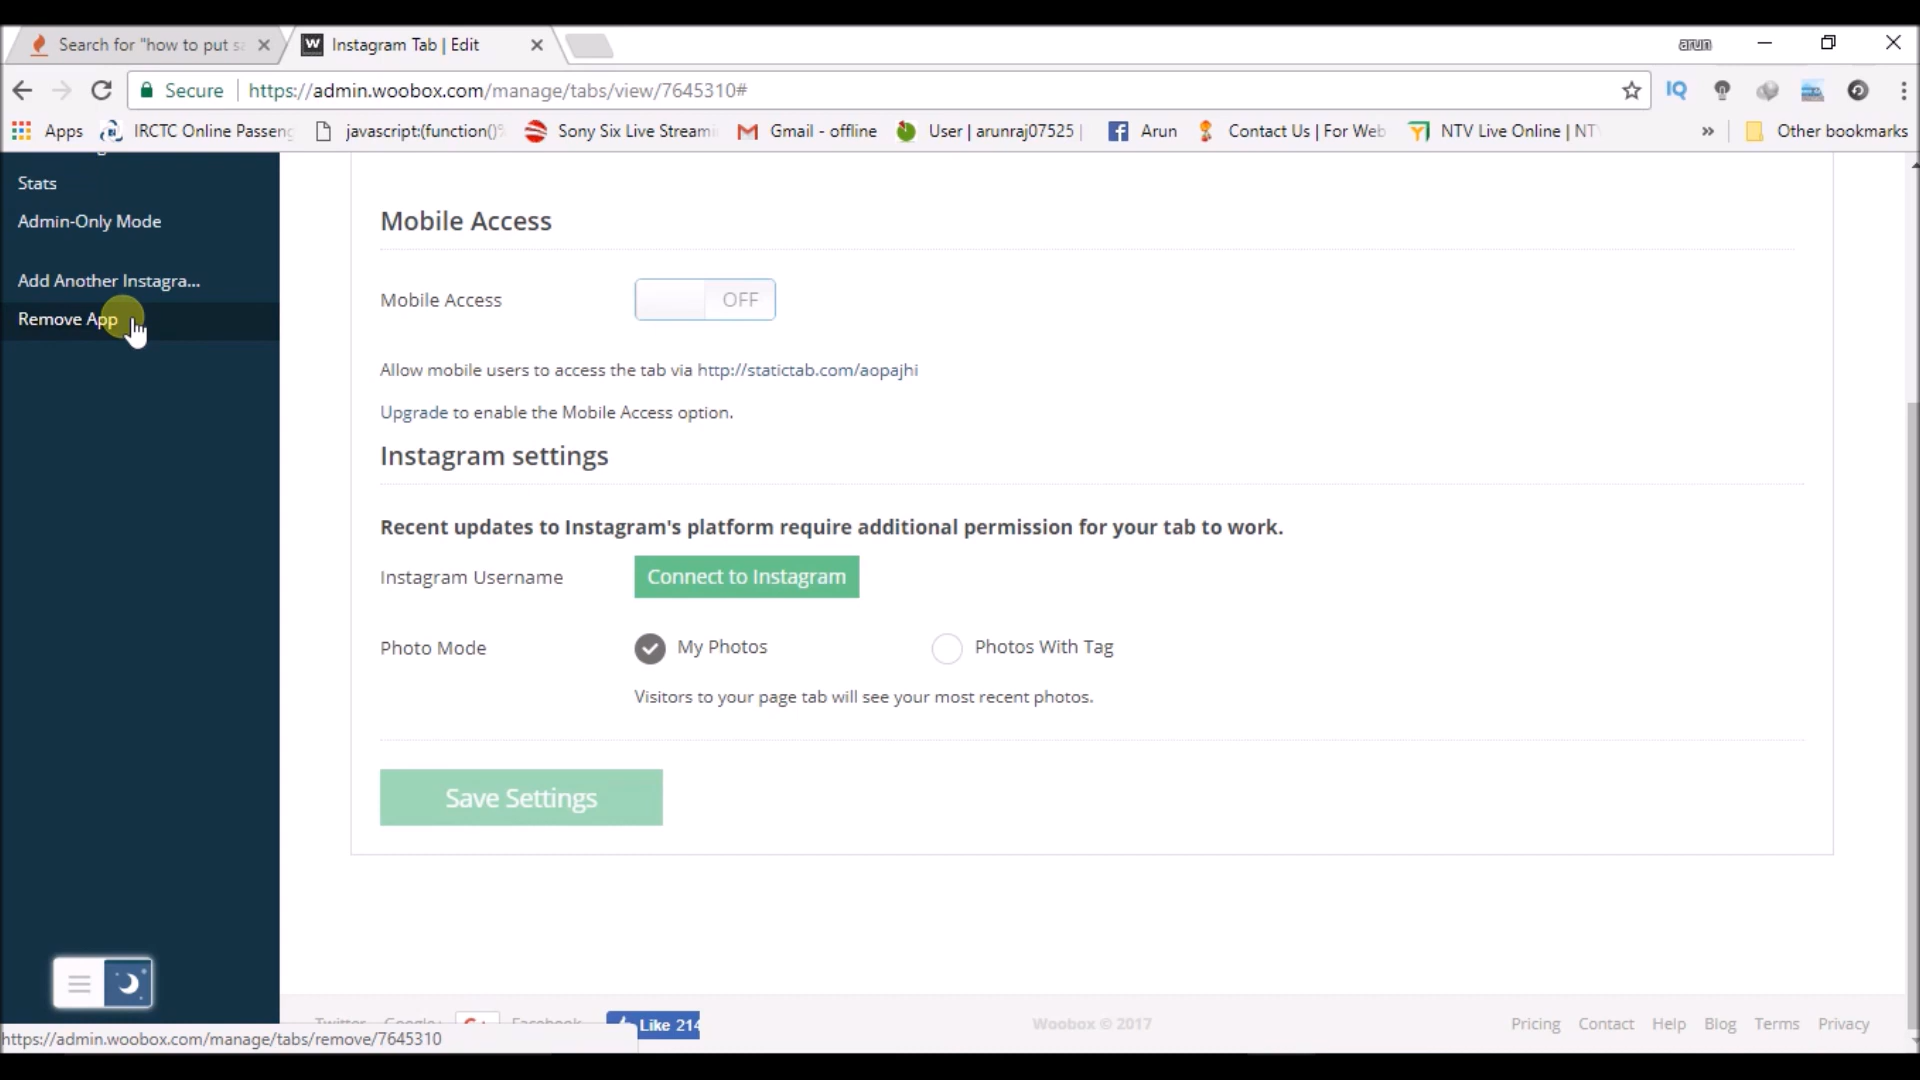 Search for "how to put s
Instagram Tab | Edit
arun
Secure
https://admin.woobox.com/manage/tabs/view/7645310#
IQ
Apps
IRCTC Online Passeng
javascript:(function()
Sony Six Live Streami
Gmail - offline
User | arunraj07525 |
Arun
Contact Us | For Web
NTV Live Online | NT
»
Other bookmarks
Stats
Admin-Only Mode
Add Another Instagra...
Remove App
Mobile Access
Mobile Access
OFF
Allow mobile users to access the tab via http://statictab.com/aopajhi
Upgrade to enable the Mobile Access option.
Instagram settings
Recent updates to Instagram's platform require additional permission for your tab to work.
Instagram Username
Connect to Instagram
Photo Mode
My Photos
Photos With Tag
Visitors to your page tab will see your most recent photos.
Save Settings
Twitter Google+ Facebook
Like 214
Woobox © 2017
Pricing Contact Help Blog Terms Privacy
https://admin.woobox.com/manage/tabs/remove/7645310